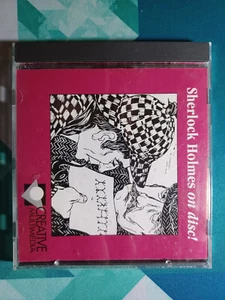 Sherlock Holmes on disc!
CREATIVE
MULTIMEDIA